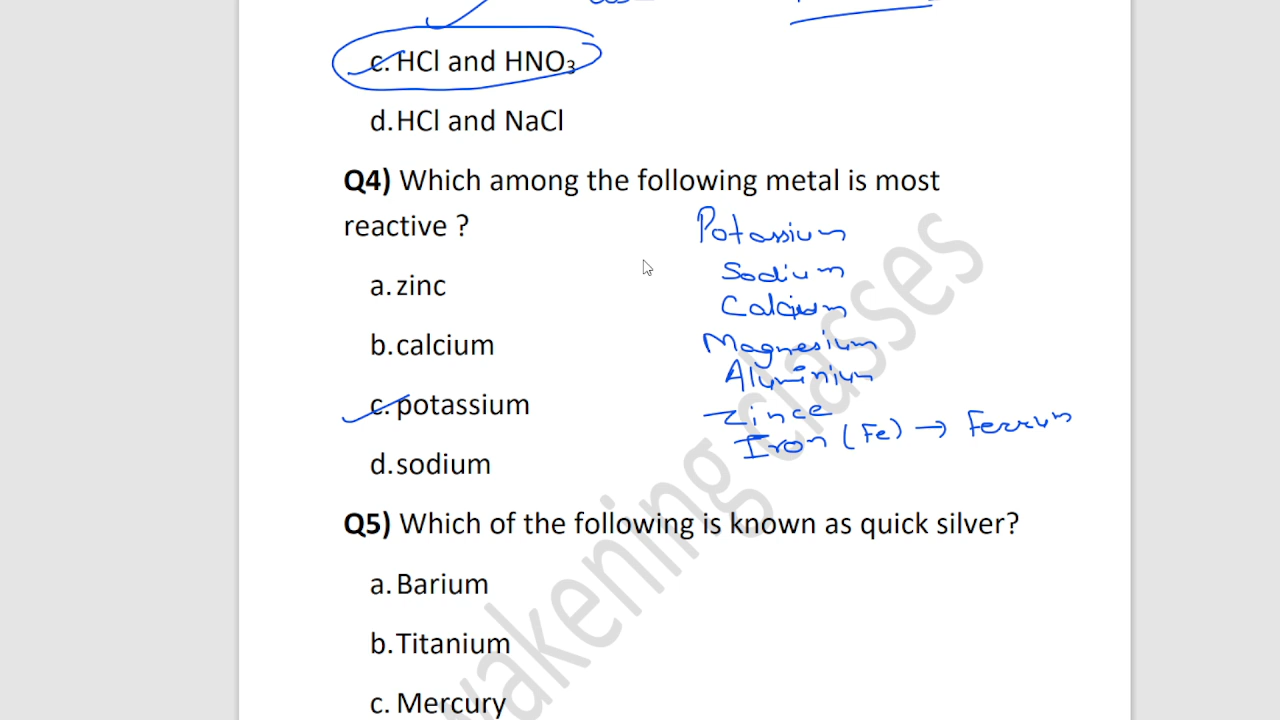 c. HCl and HNO₃
d. HCl and NaCl
Q4) Which among the following metal is most
reactive ?
a. zinc
b. calcium
c. potassium
d. sodium
Potassium
Sodium
Calcium
Magnesium
Aluminium
Zince
Iron (Fe) → Ferrum
Q5) Which of the following is known as quick silver?
a. Barium
b. Titanium
c. Mercury
wakening classes